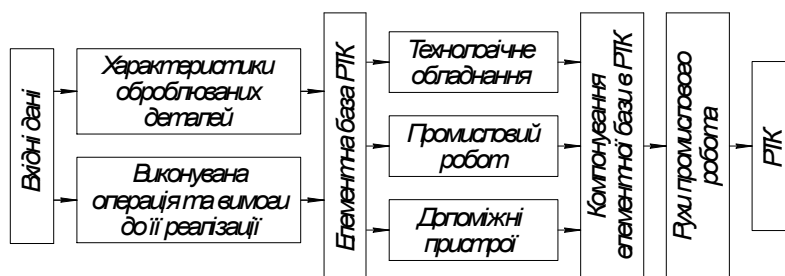 Вхідні дані
Характеристики
оброблюваних
деталей
Виконувана
операція та вимоги
до її реалізації
Елементна база РТК
Технологічне
обладнання
Промисловий
робот
Допоміжні
пристрої
Компонування
елементної бази в РТК
Рухи промислового
робота
РТК